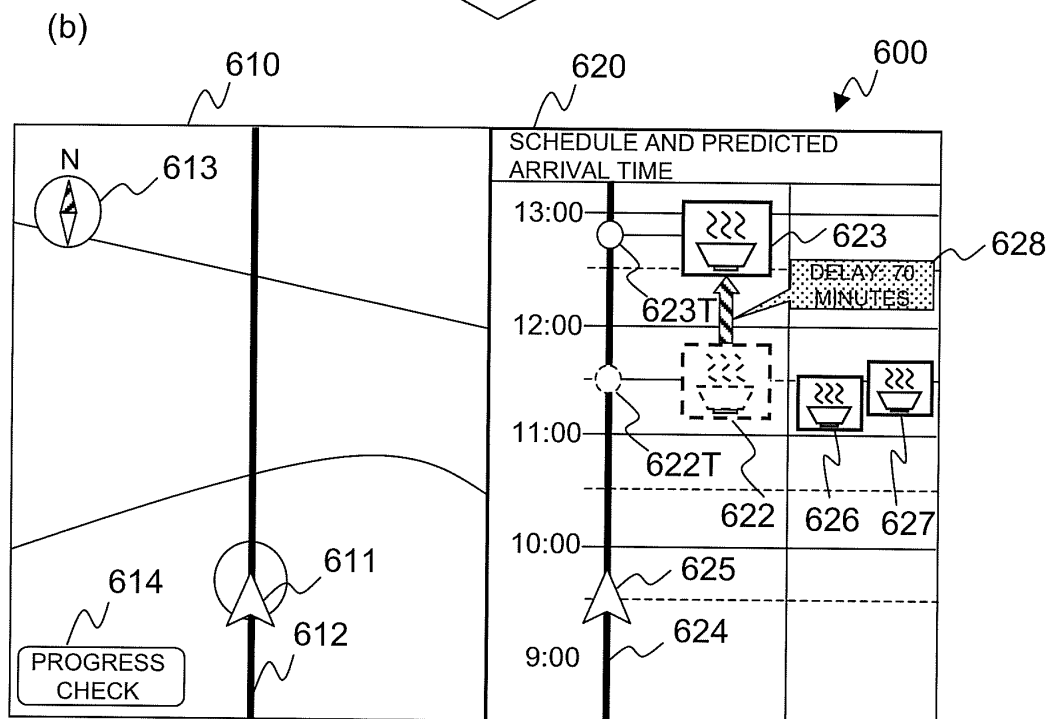 (b)
610
620
600
SCHEDULE AND PREDICTED
ARRIVAL TIME
N
613
13:00
623
628
DELAY: 70
MINUTES
623T
12:00
11:00
622T
622
626
627
10:00
611
625
614
612
624
9:00
PROGRESS
CHECK